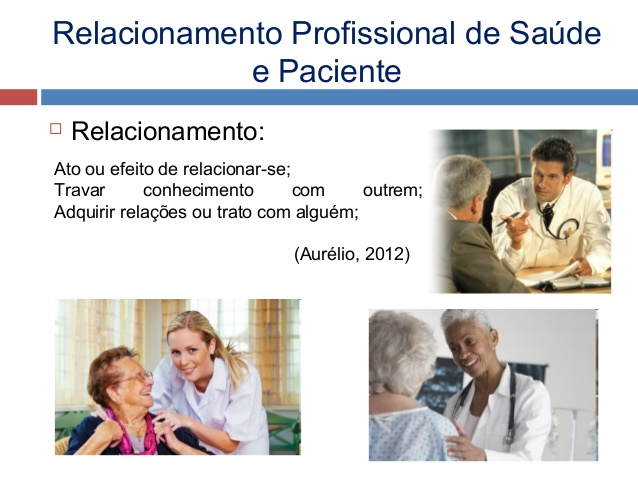 Relacionamento Profissional de Saúde
e Paciente
Relacionamento:
Ato ou efeito de relacionar-se;
Travar conhecimento com outrem;
Adquirir relações ou trato com alguém;
(Aurélio, 2012)